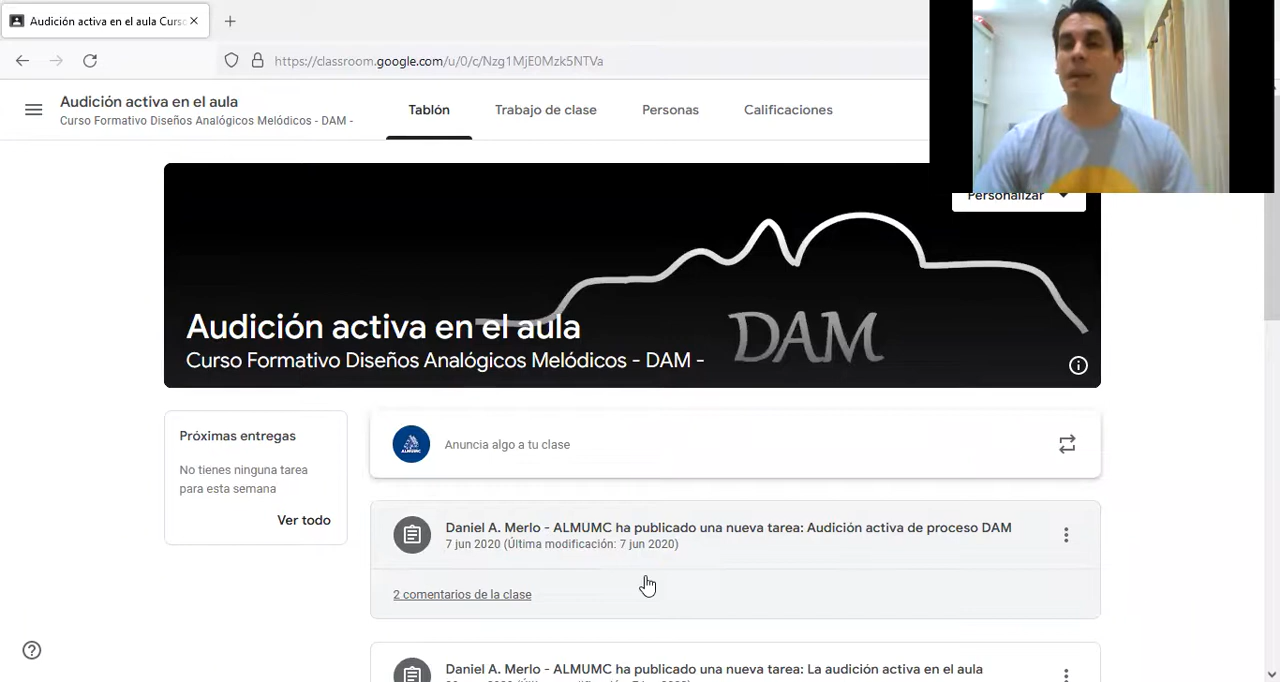 Audición activa en el aula Curso
https://classroom.google.com/u/0/c/Nzg1MjE0Mzk5NTVa
Audición activa en el aula
Curso Formativo Diseños Analógicos Melódicos - DAM -
Tablón
Trabajo de clase
Personas
Calificaciones
Personalizar
DAM
Audición activa en el aula
Curso Formativo Diseños Analógicos Melódicos - DAM -
Próximas entregas
No tienes ninguna tarea
para esta semana
Ver todo
ALMUMC
Anuncia algo a tu clase
Daniel A. Merlo - ALMUMC ha publicado una nueva tarea: Audición activa de proceso DAM
7 jun 2020 (Última modificación: 7 jun 2020)
2 comentarios de la clase
Daniel A. Merlo - ALMUMC ha publicado una nueva tarea: La audición activa en el aula